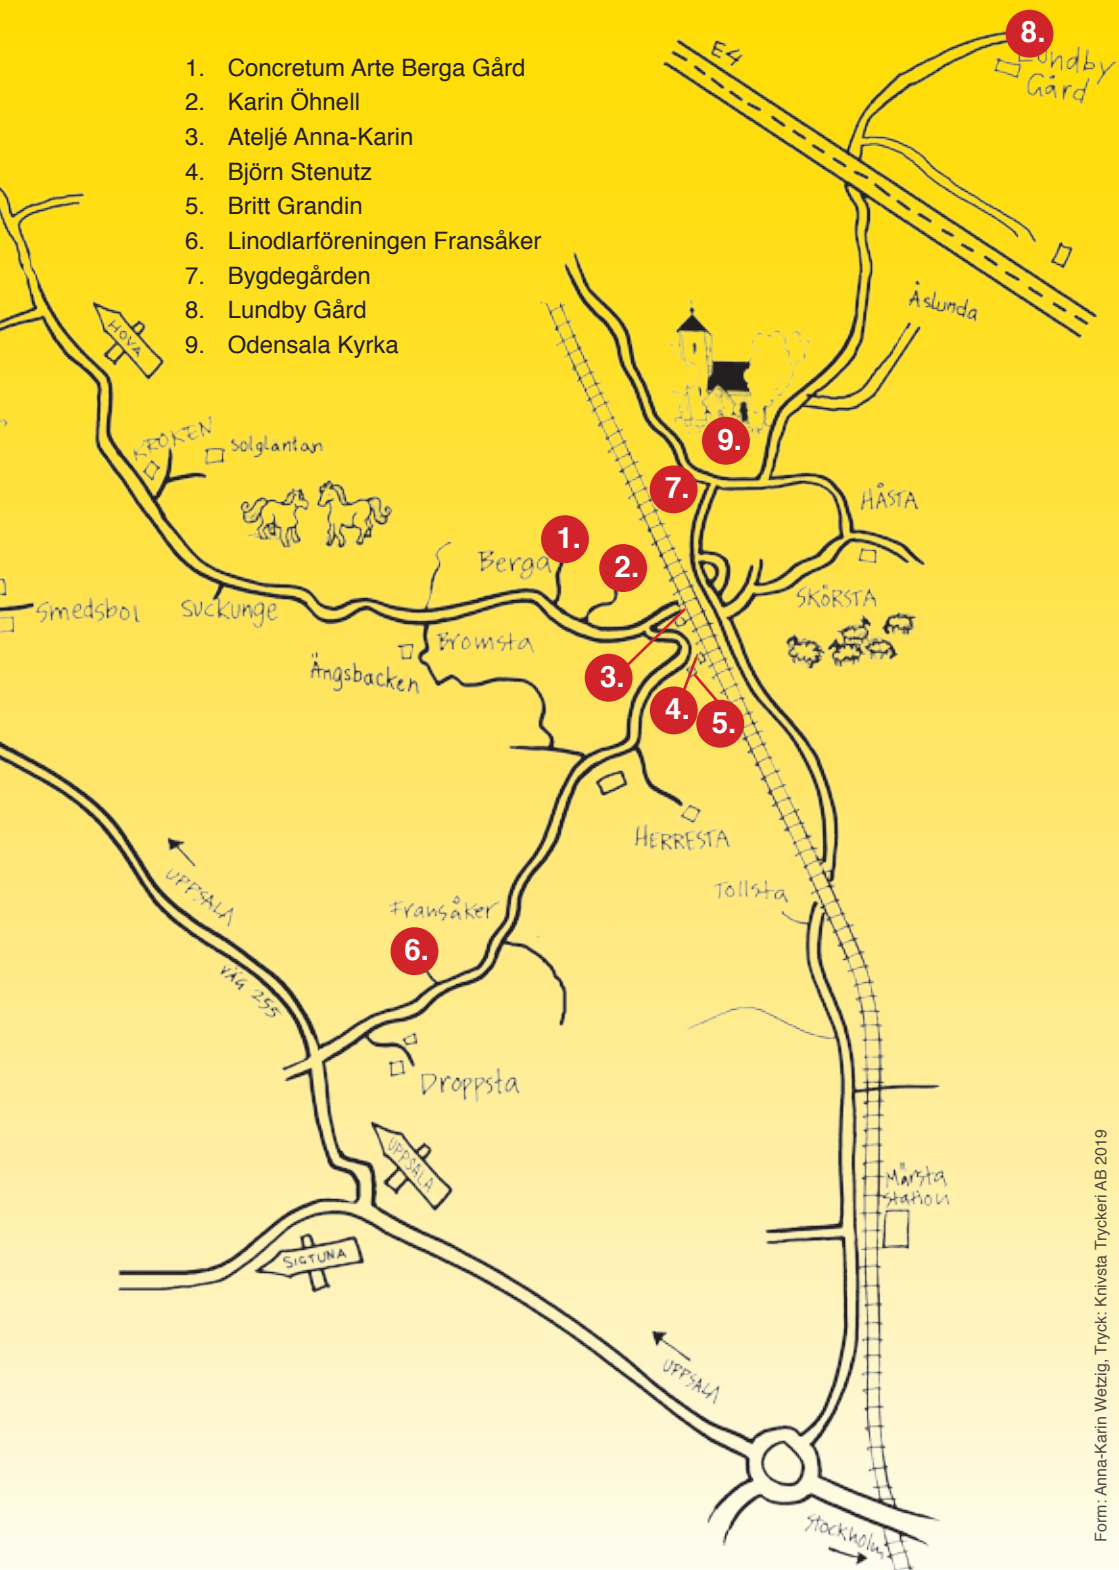 1. Concretum Arte Berga Gård
2. Karin Öhnell
3. Ateljé Anna-Karin
4. Björn Stenutz
5. Britt Grandin
6. Linodlarföreningen Fransåker
7. Bygdegården
8. Lundby Gård
9. Odensala Kyrka
E4
8.
Lundby
Gård
Åslunda
HOVA
KROKEN
Solgläntan
9.
7.
HÅSTA
1.
Berga
2.
SKÖRSTA
Smedsbol
Suckunge
Bromsta
Ängsbacken
3.
4.
5.
HERRESTA
UPPSALA
Tollsta
Fransåker
6.
VÄG 255
Droppsta
UPPSALA
Märsta
station
SIGTUNA
UPPSALA
Stockholm
Form: Anna-Karin Wetzig, Tryck: Knivsta Tryckeri AB 2019